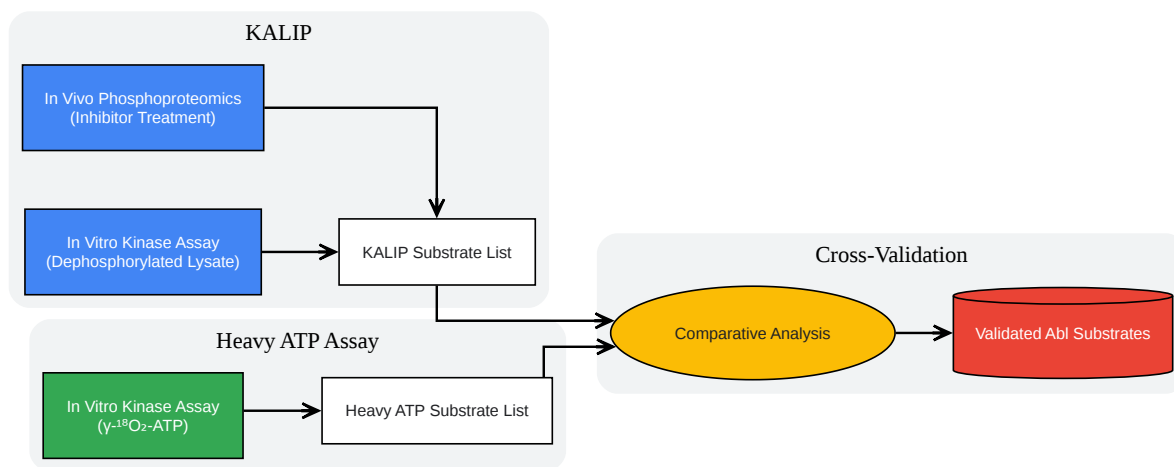 KALIP
In Vivo Phosphoproteomics
(Inhibitor Treatment)
In Vitro Kinase Assay
(Dephosphorylated Lysate)
KALIP Substrate List
Heavy ATP Assay
In Vitro Kinase Assay
(γ-¹⁸O₂-ATP)
Heavy ATP Substrate List
Cross-Validation
Comparative Analysis
Validated Abl Substrates